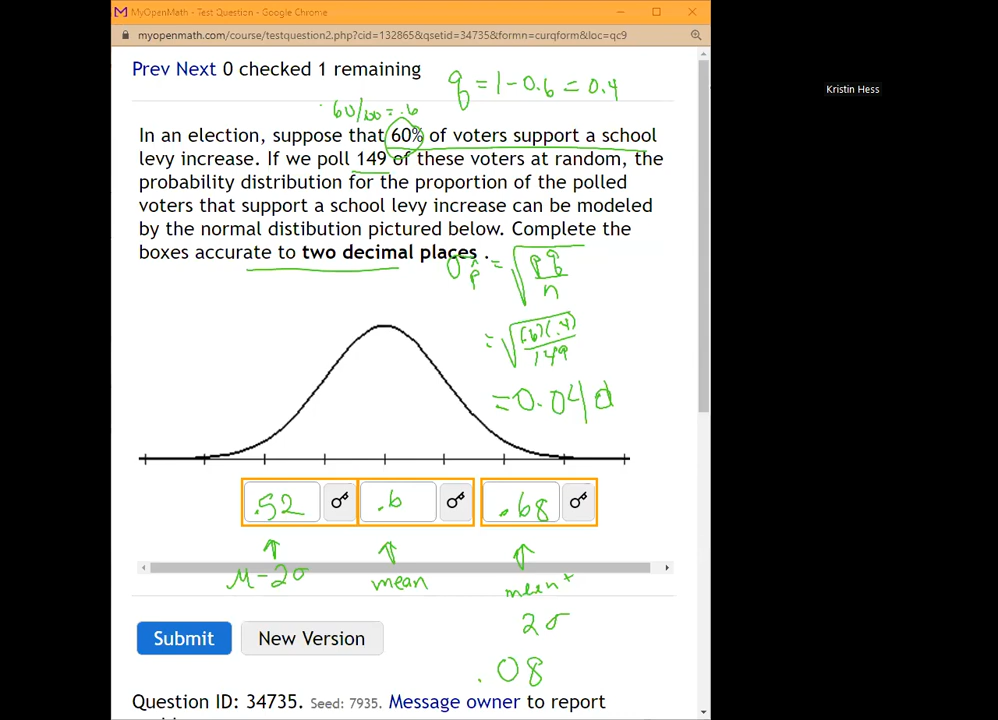 MyOpenMath - Test Question - Google Chrome
myopenmath.com/course/testquestion2.php?cid=132865&qsetid=34735&formn=curqform&loc=qc9
Kristin Hess
Prev Next 0 checked 1 remaining
q = 1 - 0.6 = 0.4
60/100 = .6
In an election, suppose that 60% of voters support a school
levy increase. If we poll 149 of these voters at random, the
probability distribution for the proportion of the polled
voters that support a school levy increase can be modeled
by the normal distibution pictured below. Complete the
boxes accurate to two decimal places .
σp̂ = √pq/n
= √(.6)(.4)/149
= 0.04
.52 .6 .68
μ - 2σ mean mean +
2σ
.08
Submit New Version
Question ID: 34735. Seed: 7935. Message owner to report